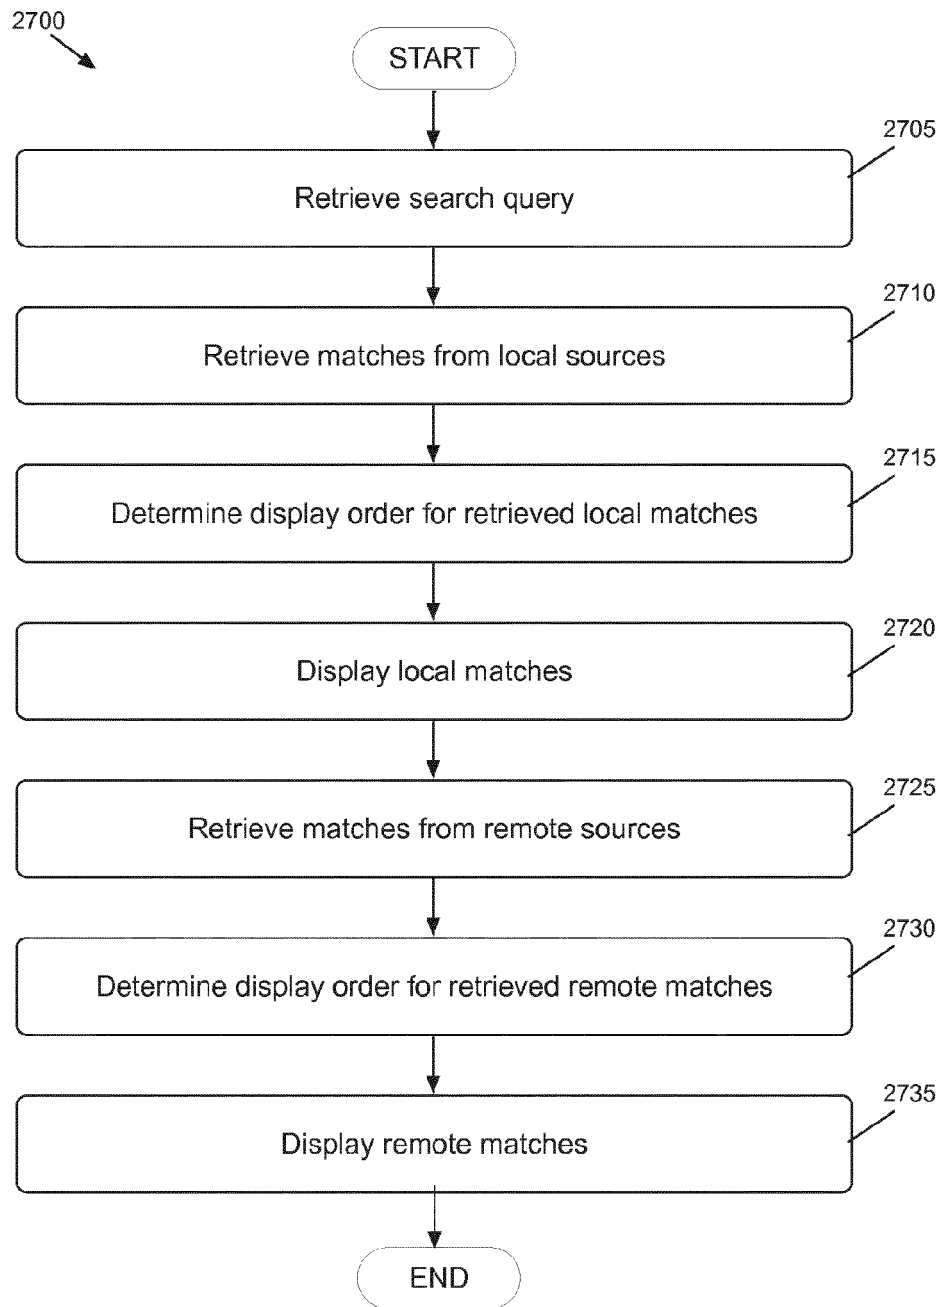 2700
START
2705
Retrieve search query
2710
Retrieve matches from local sources
2715
Determine display order for retrieved local matches
2720
Display local matches
2725
Retrieve matches from remote sources
2730
Determine display order for retrieved remote matches
2735
Display remote matches
END